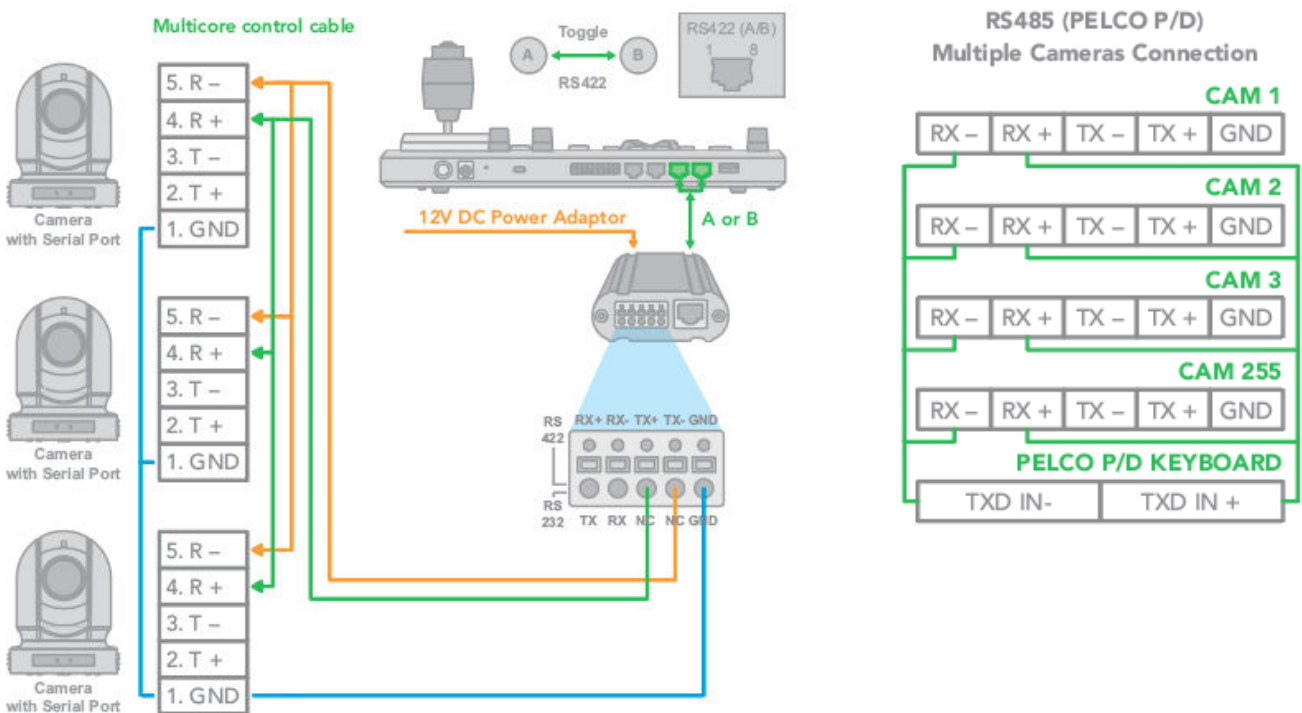 Multicore control cable
5. R –
4. R +
3. T –
2. T +
1. GND
Camera
with Serial Port
5. R –
4. R +
3. T –
2. T +
1. GND
Camera
with Serial Port
5. R –
4. R +
3. T –
2. T +
1. GND
Camera
with Serial Port
Toggle
A
B
RS422
RS422 (A/B)
1 8
12V DC Power Adaptor
A or B
RS
422
RX+ RX- TX+ TX- GND
RS
232
TX RX NC NC GND
RS485 (PELCO P/D)
Multiple Cameras Connection
CAM 1
RX – RX + TX – TX + GND
CAM 2
RX – RX + TX – TX + GND
CAM 3
RX – RX + TX – TX + GND
CAM 255
RX – RX + TX – TX + GND
PELCO P/D KEYBOARD
TXD IN- TXD IN +